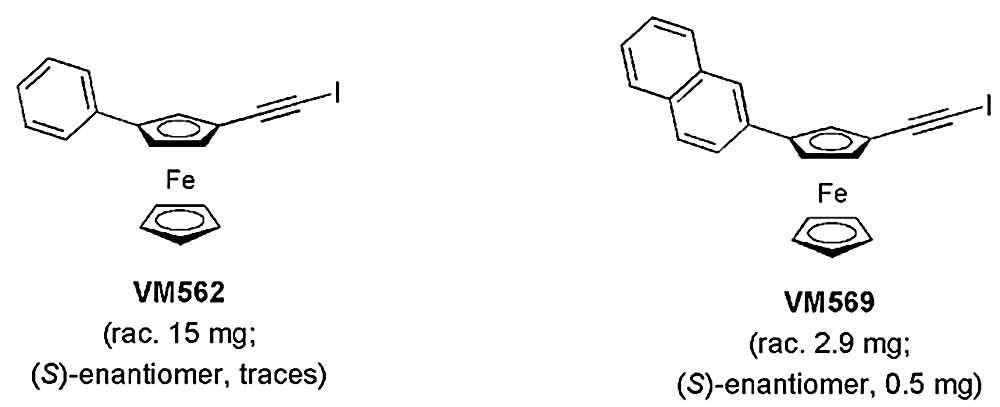 I
Fe
VM562
(rac. 15 mg;
(S)-enantiomer, traces)
I
Fe
VM569
(rac. 2.9 mg;
(S)-enantiomer, 0.5 mg)